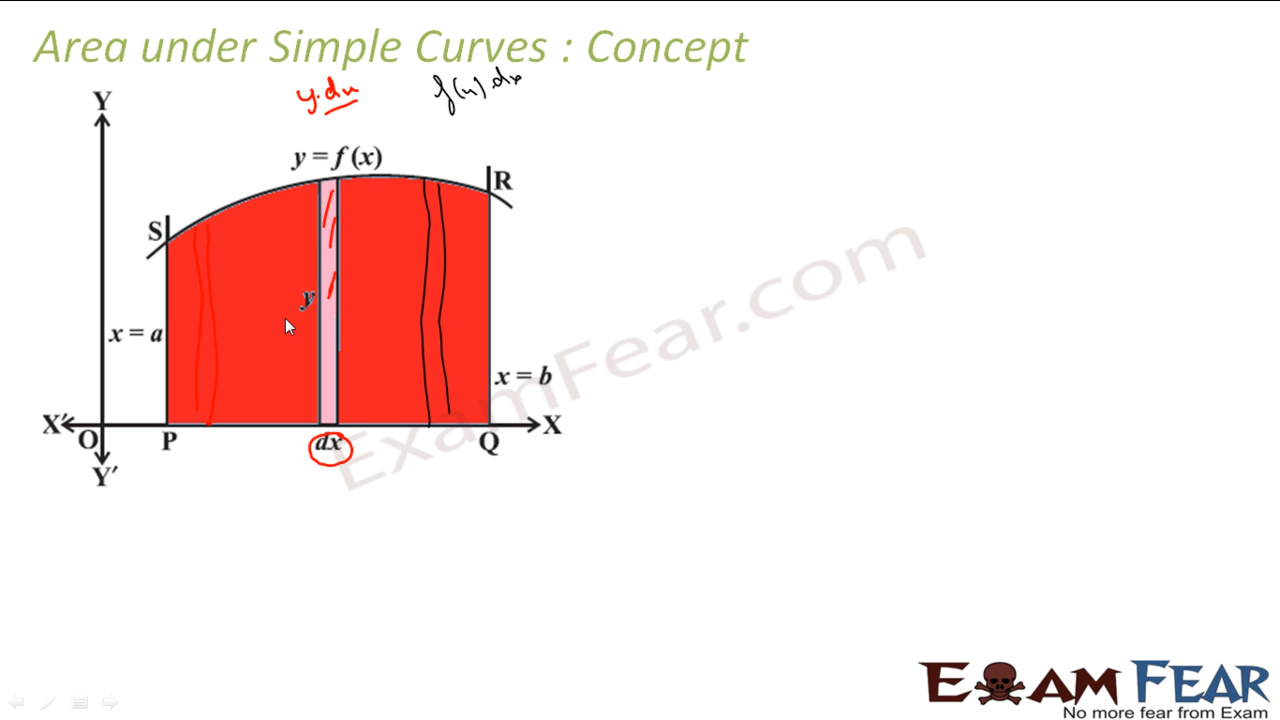 Area under Simple Curves : Concept
y.dx
f(x).dx
Y
y = f (x)
R
S
y
x = a
x = b
X′
O
P
dx
Q
X
Y′
ExamFear.com
EXAM FEAR
No more fear from Exam